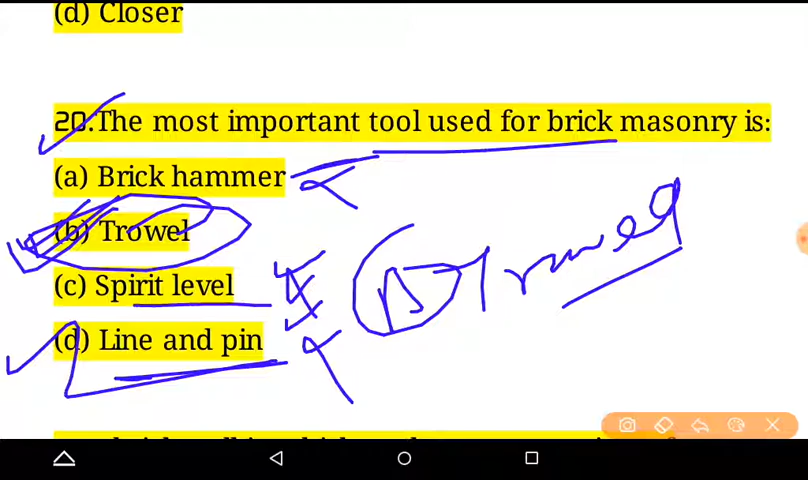 (d) Closer
20.The most important tool used for brick masonry is:
(a) Brick hammer
(b) Trowel
(c) Spirit level
(d) Line and pin